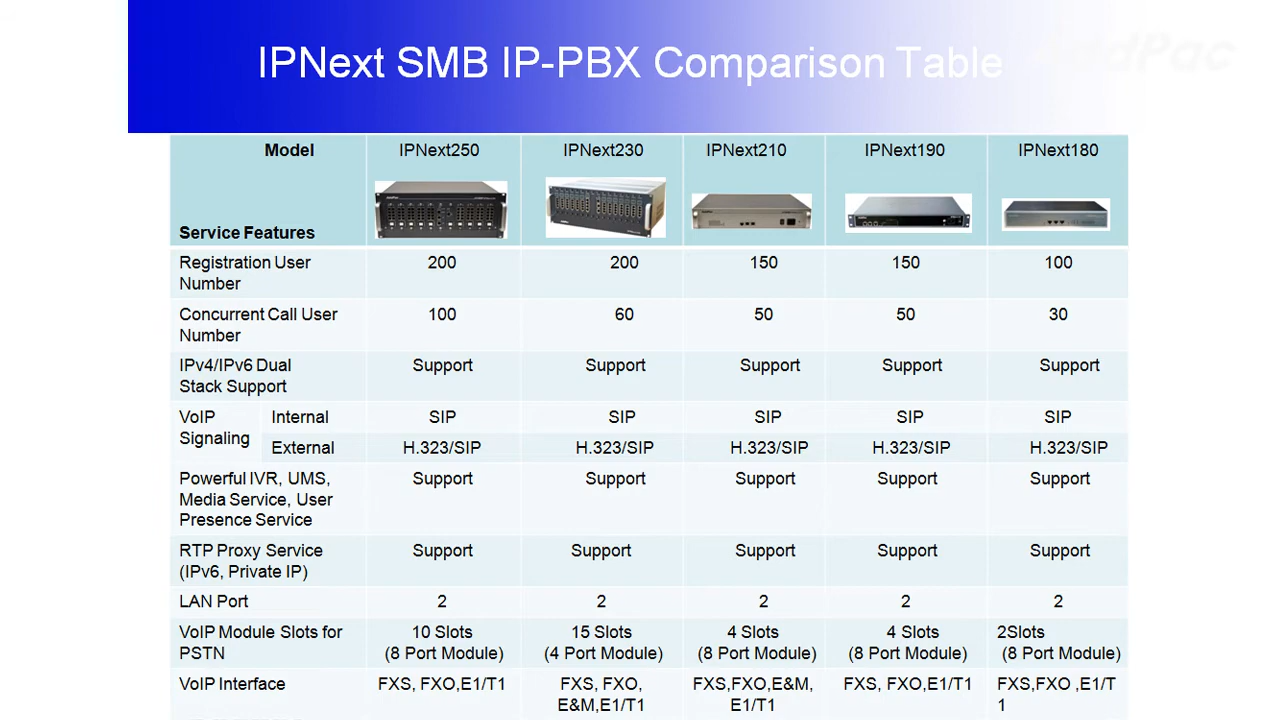 IPNext SMB IP-PBX Comparison Table
AddPac
Model IPNext250 IPNext230 IPNext210 IPNext190 IPNext180
Service Features
Registration User Number 200 200 150 150 100
Concurrent Call User Number 100 60 50 50 30
IPv4/IPv6 Dual Stack Support Support Support Support Support Support
VoIP Signaling Internal SIP SIP SIP SIP SIP
External H.323/SIP H.323/SIP H.323/SIP H.323/SIP H.323/SIP
Powerful IVR, UMS, Media Service, User Presence Service Support Support Support Support Support
RTP Proxy Service (IPv6, Private IP) Support Support Support Support Support
LAN Port 2 2 2 2 2
VoIP Module Slots for PSTN 10 Slots (8 Port Module) 15 Slots (4 Port Module) 4 Slots (8 Port Module) 4 Slots (8 Port Module) 2Slots (8 Port Module)
VoIP Interface FXS, FXO,E1/T1 FXS, FXO, E&M,E1/T1 FXS,FXO,E&M, E1/T1 FXS, FXO,E1/T1 FXS,FXO ,E1/T1